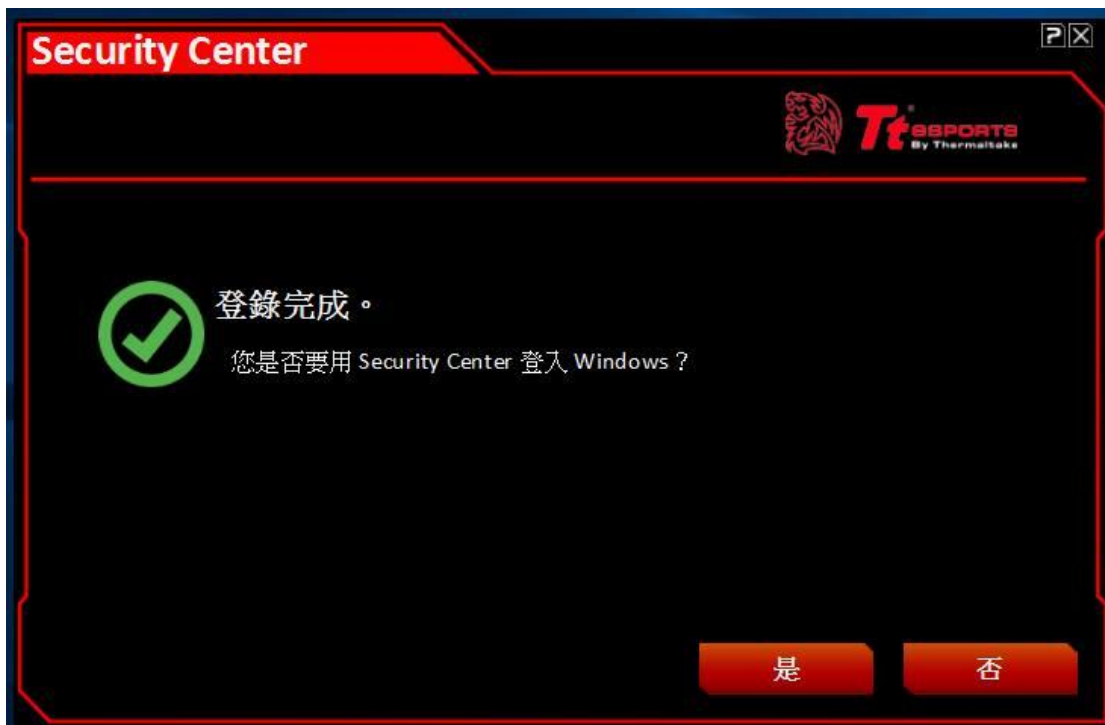 Security Center
Tt eSPORTS
By Thermaltake
登錄完成。
您是否要用 Security Center 登入 Windows？
是
否